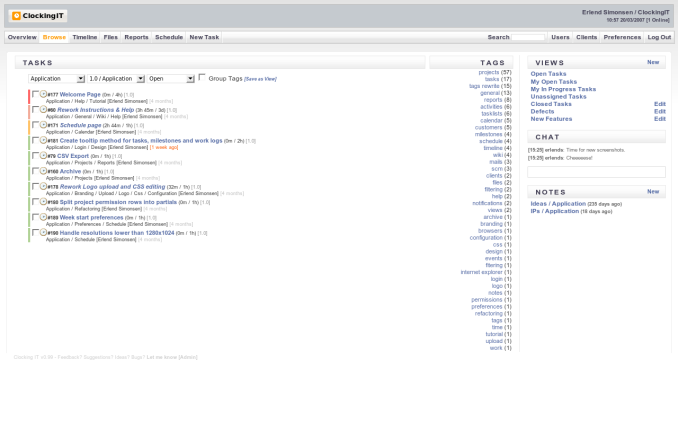 ClockingIT
Erlend Simonsen / ClockingIT
10:57 20/03/2007 [1 Online]
Overview Browse Timeline Files Reports Schedule New Task Search Users Clients Preferences Log Out
TASKS
Application 1.0 / Application Open Group Tags [Save as View]
#177 Welcome Page (0m / 4h) [1.0]
Application / Help / Tutorial [Erlend Simonsen] [4 months]
Rework Instructions & Help (3h 45m / 3d) [1.0]
Application / General / Wiki / Help [Erlend Simonsen] [4 months]
#171 Schedule page (2h 44m / 1h) [1.0]
Application / Calendar [Erlend Simonsen] [4 months]
#181 Create tooltip method for tasks, milestones and work logs (0m / 2h) [1.0]
Application / Login / Design [Erlend Simonsen] [1 week ago]
#79 CSV Export (0m / 1h) [1.0]
Application / Projects / Reports [Erlend Simonsen] [4 months]
#160 Archive (0m / 1h) [1.0]
Application / Projects [Erlend Simonsen] [4 months]
#178 Rework Logo upload and CSS editing (32m / 1h) [1.0]
Application / Branding / Upload / Logo / Css / Configuration [Erlend Simonsen] [4 months]
Split project permission rows into partials (0m / 1h) [1.0]
Application / Refactoring [Erlend Simonsen] [4 months]
#189 Week start preferences (0m / 1h) [1.0]
Application / Preferences / Schedule [Erlend Simonsen] [4 months]
#198 Handle resolutions lower than 1280x1024 (0m / 1h) [1.0]
Application / Schedule [Erlend Simonsen] [4 months]
TAGS
projects (57)
tasks (17)
tags rewrite (15)
general (13)
reports (8)
activities (6)
tasklists (6)
calendar (5)
customers (5)
milestones (4)
schedule (4)
timeline (4)
wiki (4)
mails (3)
scm (3)
clients (2)
files (2)
filtering (2)
help (2)
notifications (2)
views (2)
archive (1)
branding (1)
browsers (1)
configuration (1)
css (1)
design (1)
events (1)
fltering (1)
internet explorer (1)
login (1)
logo (1)
notes (1)
permissions (1)
preferences (1)
refactoring (1)
tags (1)
time (1)
tutorial (1)
upload (1)
work (1)
VIEWS New
Open Tasks
My Open Tasks
My In Progress Tasks
Unassigned Tasks
Closed Tasks Edit
Defects Edit
New Features Edit
CHAT
[15:25] erlends: Time for new screenshots.
[15:25] erlends: Cheeeeese!
NOTES New
Ideas / Application (235 days ago)
IPs / Application (18 days ago)
Clocking IT v0.99 - Feedback? Suggestions? Ideas? Bugs? Let me know [Admin]